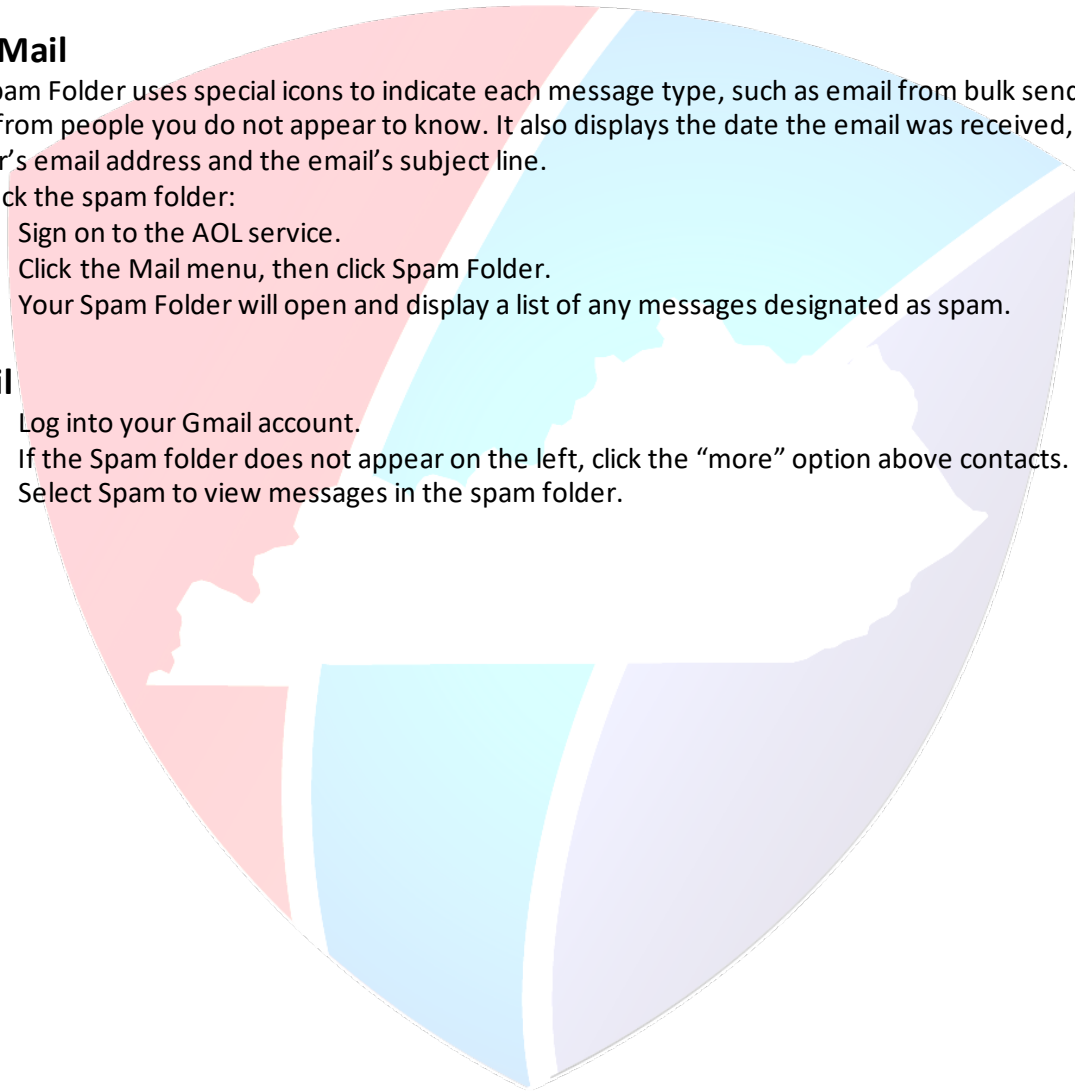 Mail
pam Folder uses special icons to indicate each message type, such as email from bulk send
from people you do not appear to know. It also displays the date the email was received,
r's email address and the email's subject line.
ck the spam folder:
Sign on to the AOL service.
Click the Mail menu, then click Spam Folder.
Your Spam Folder will open and display a list of any messages designated as spam.
il
Log into your Gmail account.
If the Spam folder does not appear on the left, click the “more” option above contacts.
Select Spam to view messages in the spam folder.